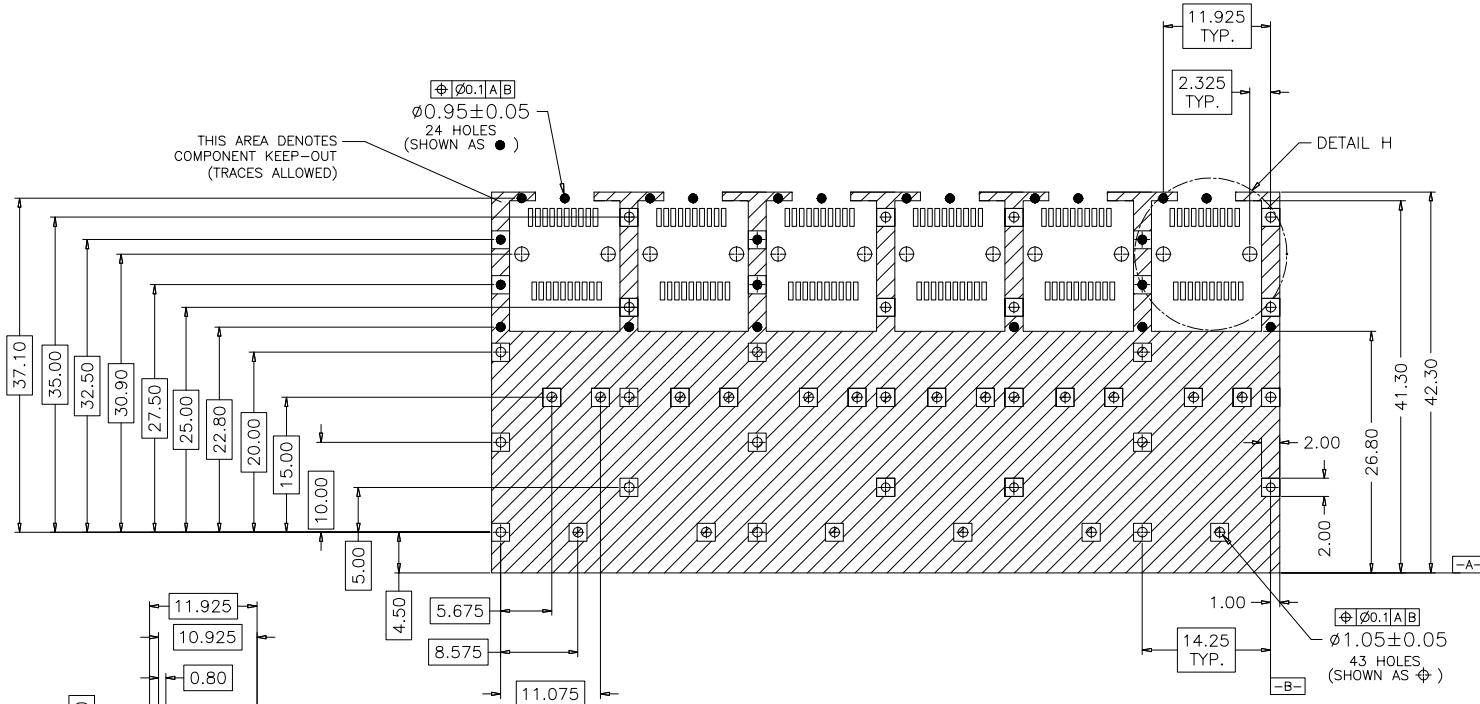 11.925
TYP.
2.325
TYP.
⌖ Ø0.1 A B
Ø0.95±0.05
24 HOLES
(SHOWN AS ● )
THIS AREA DENOTES
COMPONENT KEEP-OUT
(TRACES ALLOWED)
DETAIL H
37.10
35.00
32.50
30.90
27.50
25.00
22.80
20.00
15.00
10.00
5.00
4.50
26.80
41.30
42.30
2.00
2.00
1.00
-A-
5.675
8.575
11.075
14.25
TYP.
-B-
⌖ Ø0.1 A B
Ø1.05±0.05
43 HOLES
(SHOWN AS ⌖ )
11.925
10.925
0.80